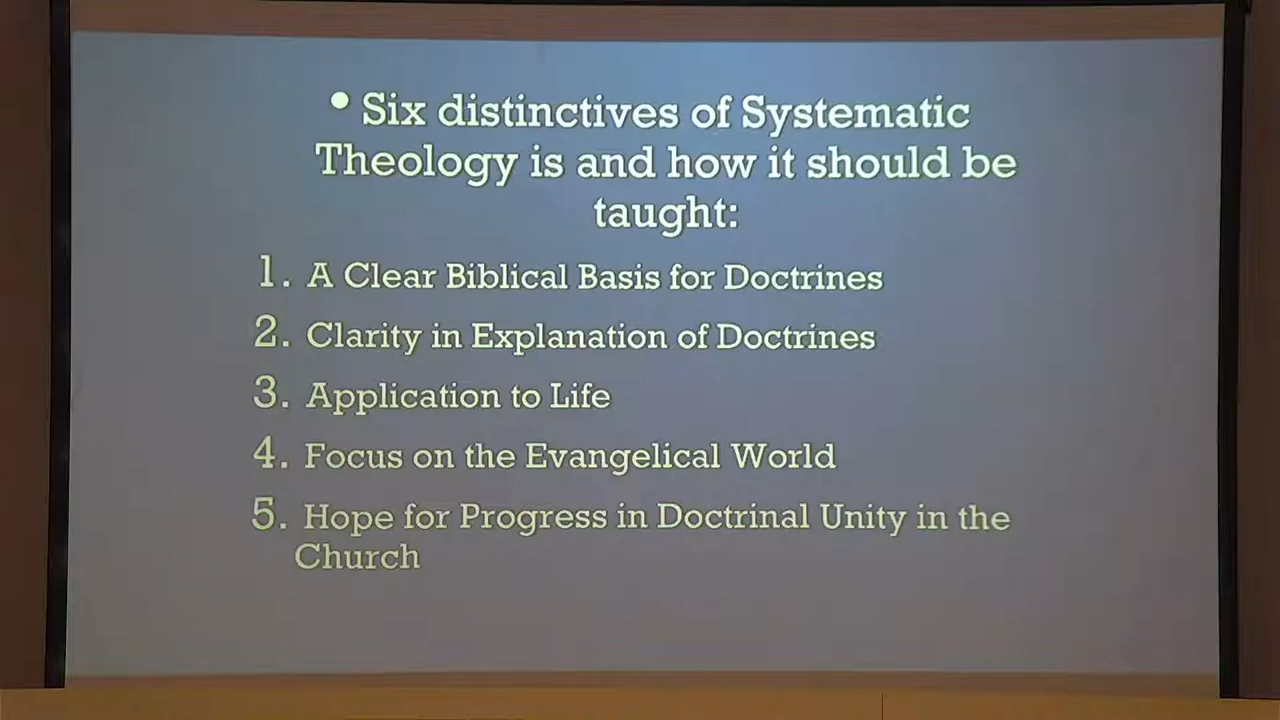 • Six distinctives of Systematic
Theology is and how it should be
taught:
1. A Clear Biblical Basis for Doctrines
2. Clarity in Explanation of Doctrines
3. Application to Life
4. Focus on the Evangelical World
5. Hope for Progress in Doctrinal Unity in the
Church